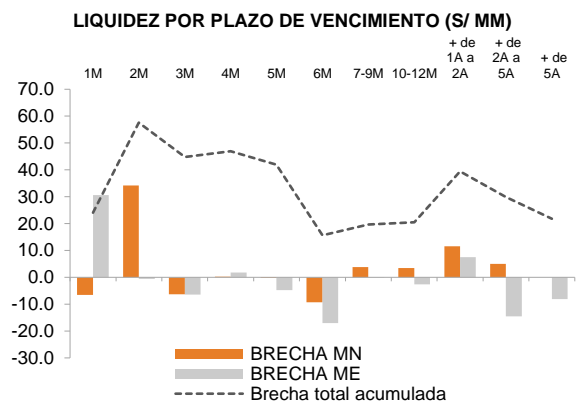 LIQUIDEZ POR PLAZO DE VENCIMIENTO (S/ MM)
1M 2M 3M 4M 5M 6M 7-9M 10-12M + de 1A a 2A + de 2A a 5A + de 5A
70.0
60.0
50.0
40.0
30.0
20.0
10.0
0.0
-10.0
-20.0
-30.0
BRECHA MN
BRECHA ME
Brecha total acumulada